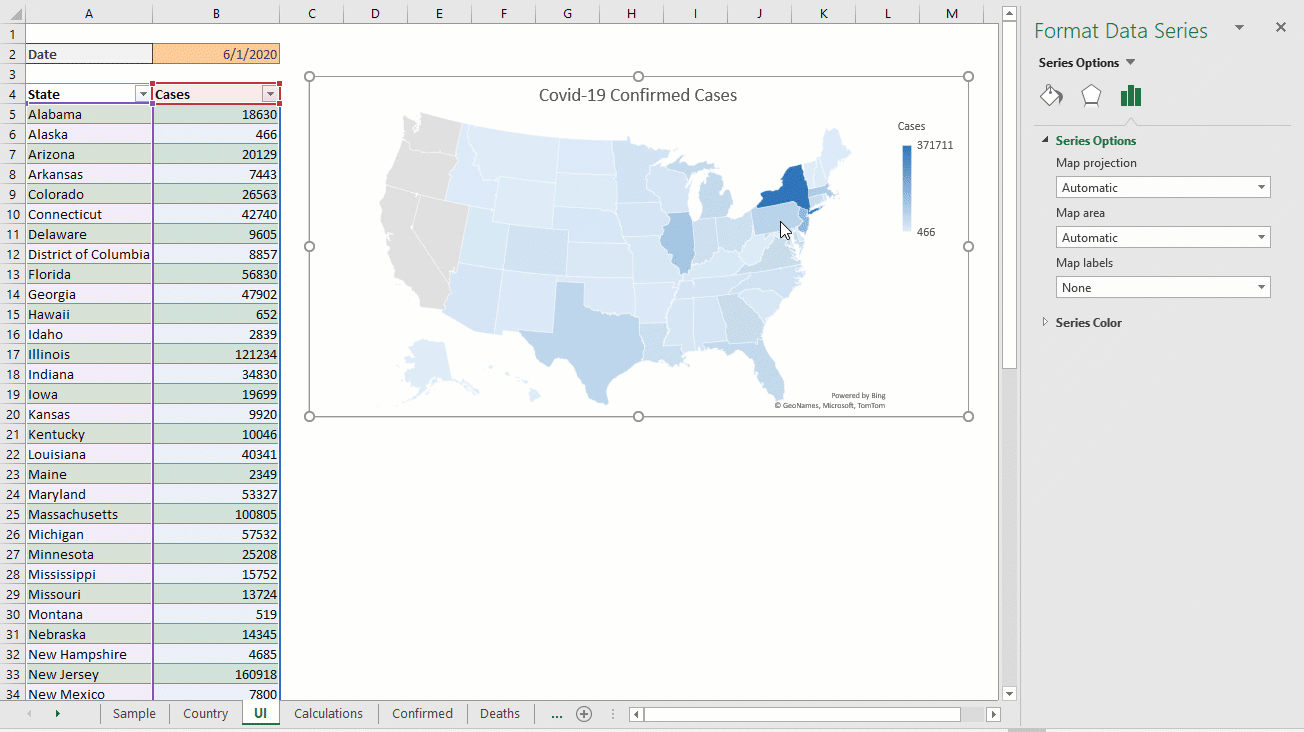 A B C D E F G H I J K L M
1
2 Date 6/1/2020
3
4 State Cases
5 Alabama 18630
6 Alaska 466
7 Arizona 20129
8 Arkansas 7443
9 Colorado 26563
10 Connecticut 42740
11 Delaware 9605
12 District of Columbia 8857
13 Florida 56830
14 Georgia 47902
15 Hawaii 652
16 Idaho 2839
17 Illinois 121234
18 Indiana 34830
19 Iowa 19699
20 Kansas 9920
21 Kentucky 10046
22 Louisiana 40341
23 Maine 2349
24 Maryland 53327
25 Massachusetts 100805
26 Michigan 57532
27 Minnesota 25208
28 Mississippi 15752
29 Missouri 13724
30 Montana 519
31 Nebraska 14345
32 New Hampshire 4685
33 New Jersey 160918
34 New Mexico 7800
Covid-19 Confirmed Cases
Cases
371711
466
Powered by Bing
© GeoNames, Microsoft, TomTom
Sample Country UI Calculations Confirmed Deaths ...
Format Data Series
Series Options
Series Options
Map projection
Automatic
Map area
Automatic
Map labels
None
Series Color